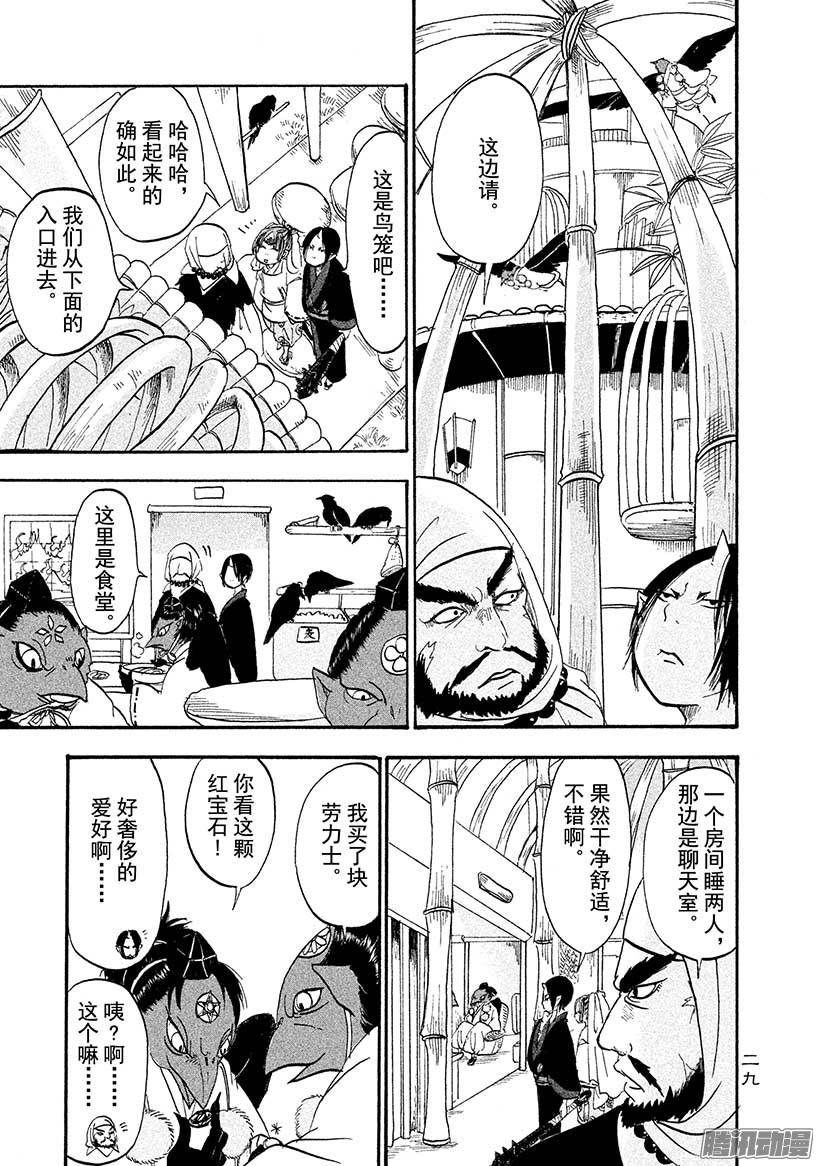 这边请。
这是鸟笼吧……
哈哈哈，
看起来的
确如此。
我们从下面的
入口进去。
这里是食堂。
一个房间睡两人，
那边是聊天室。
果然干净舒适，
不错啊。
我买了块
劳力士。
你看这颗
红宝石！
好奢侈的
爱好啊……
咦？啊……
这个嘛……
二九
腾讯动漫